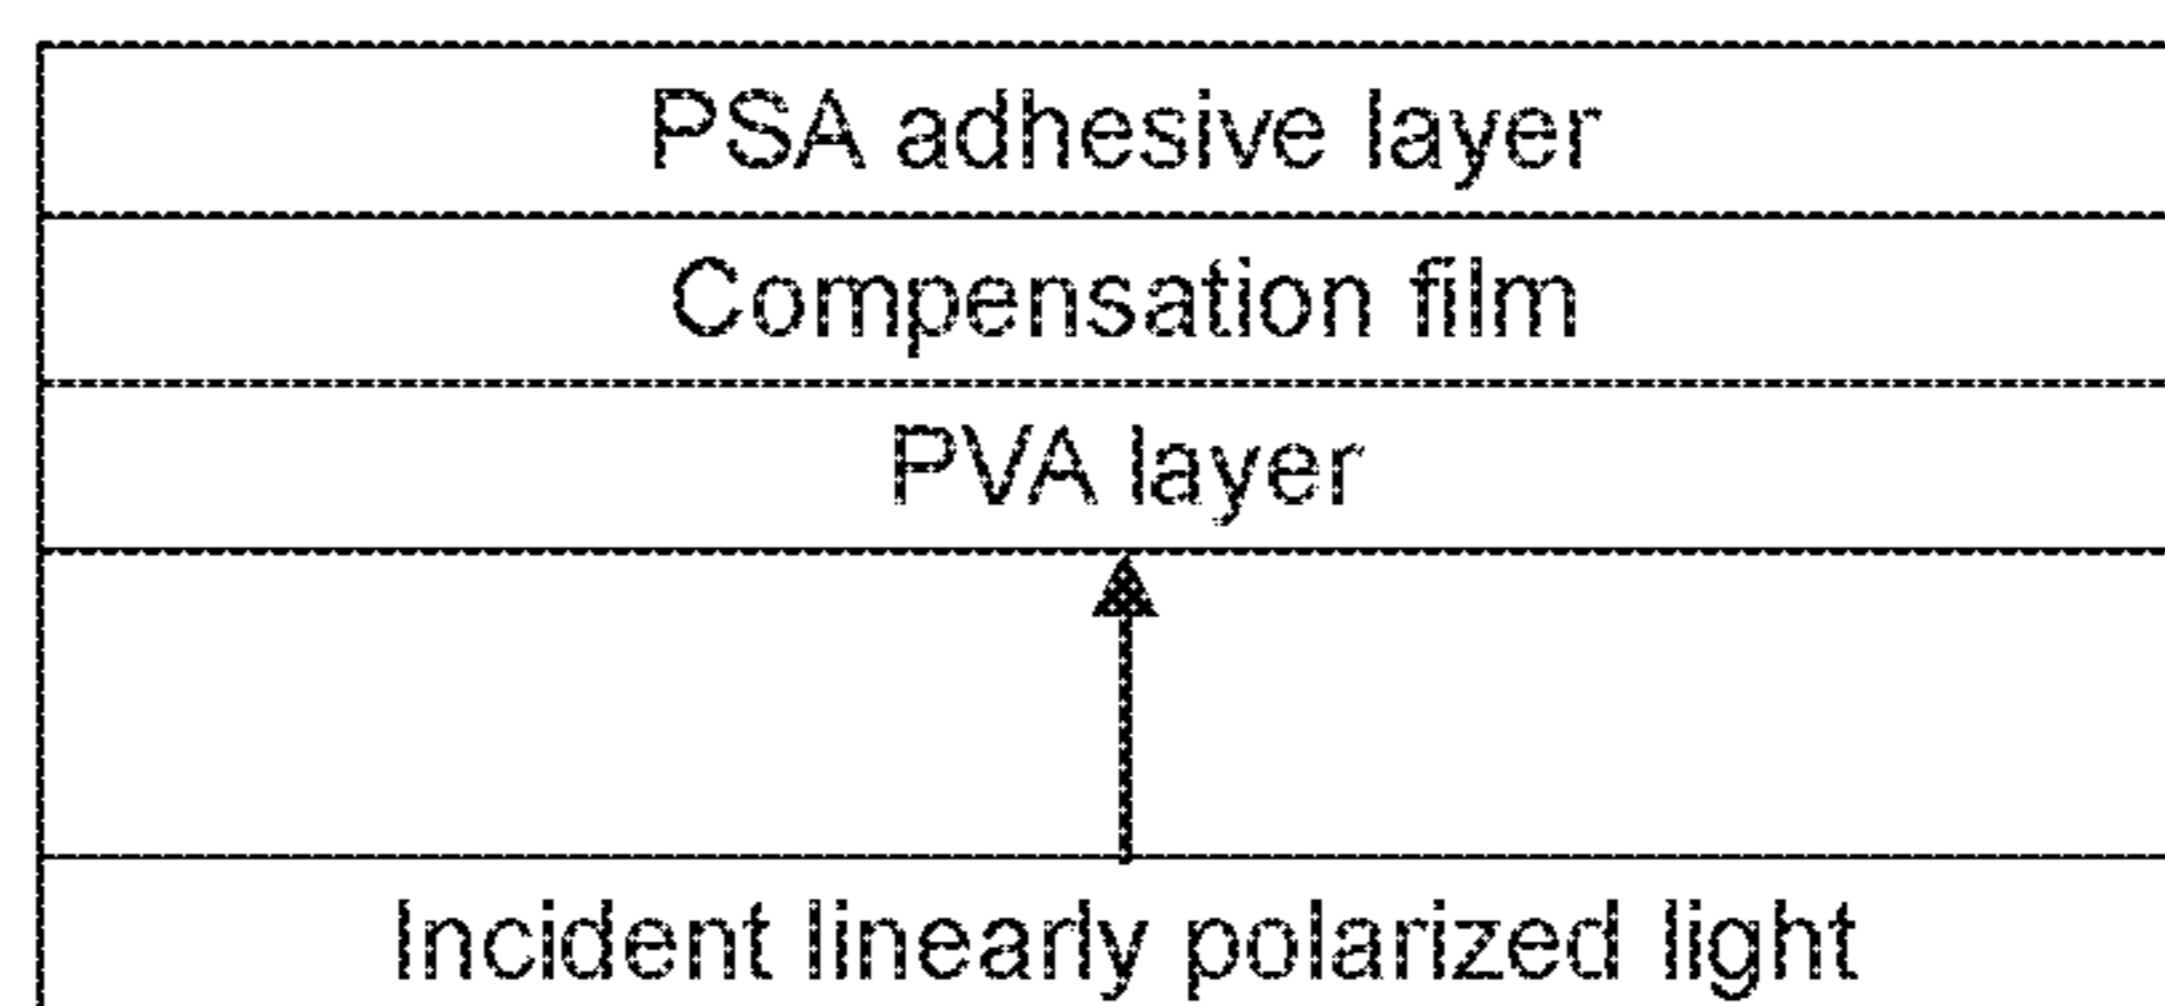 PSA adhesive layer
Compensation film
PVA layer
Incident linearly polarized light